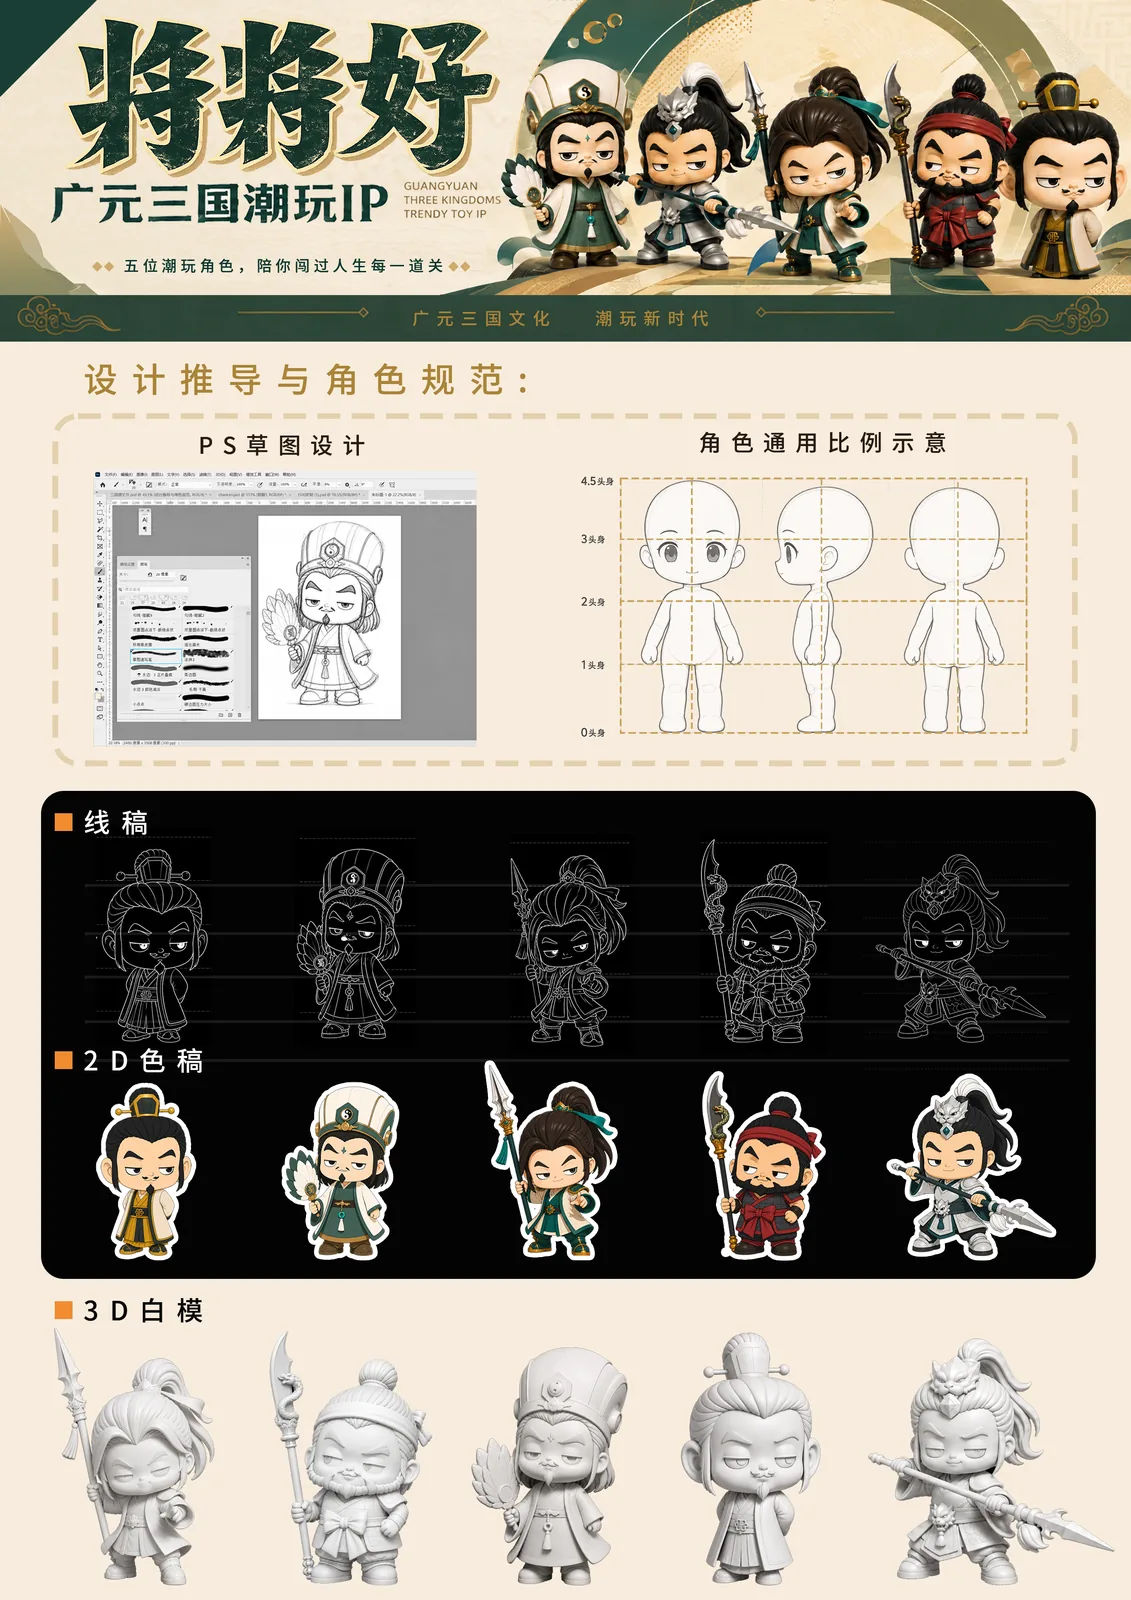 将将好
广元三国潮玩IP
GUANGYUAN
THREE KINGDOMS
TRENDY TOY IP
五位潮玩角色，陪你闯过人生每一道关
广元三国文化 潮玩新时代
设计推导与角色规范：
PS草图设计
角色通用比例示意
4.5头身
3头身
2头身
1头身
0头身
线稿
2D色稿
3D白模